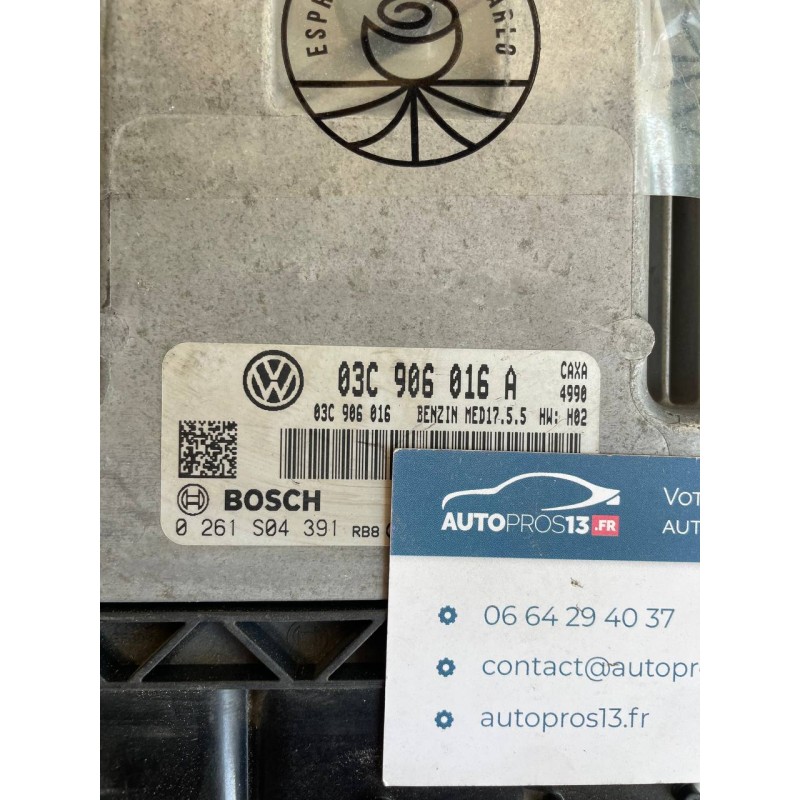 03C 906 016 A
CAXA
4990
03C 906 016 BENZIN MED17.5.5 HW: H02
BOSCH
0 261 S04 391 RB8
AUTOPROS13.FR
06 64 29 40 37
contact@autopr
autopros13.fr